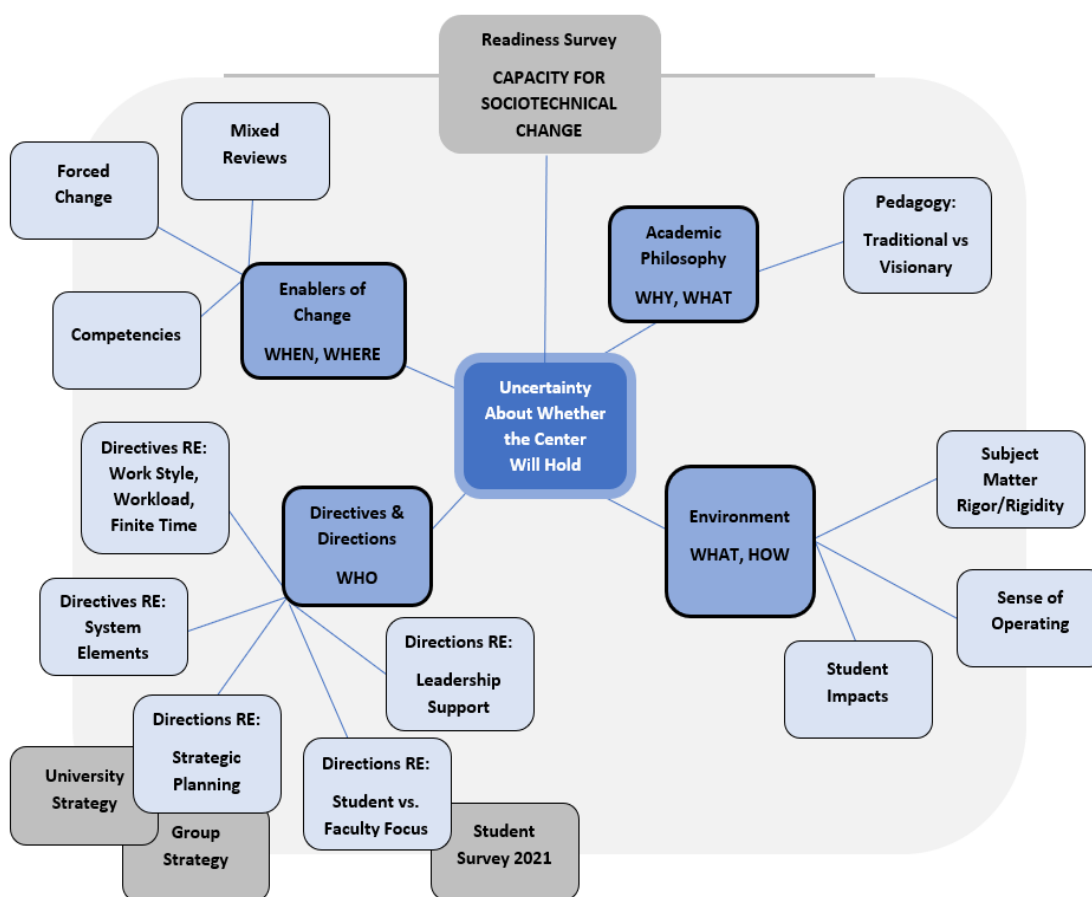 Readiness Survey
CAPACITY FOR
SOCIOTECHNICAL
CHANGE
Mixed
Reviews
Forced
Change
Competencies
Enablers of
Change
WHEN, WHERE
Academic
Philosophy
WHY, WHAT
Pedagogy:
Traditional vs
Visionary
Uncertainty
About Whether
the Center
Will Hold
Directives RE:
Work Style,
Workload,
Finite Time
Directives &
Directions
WHO
Environment
WHAT, HOW
Subject
Matter
Rigor/Rigidity
Sense of
Operating
Student
Impacts
Directives RE:
System
Elements
Directions RE:
Leadership
Support
Directions RE:
Strategic
Planning
Directions RE:
Student vs.
Faculty Focus
University
Strategy
Group
Strategy
Student
Survey 2021